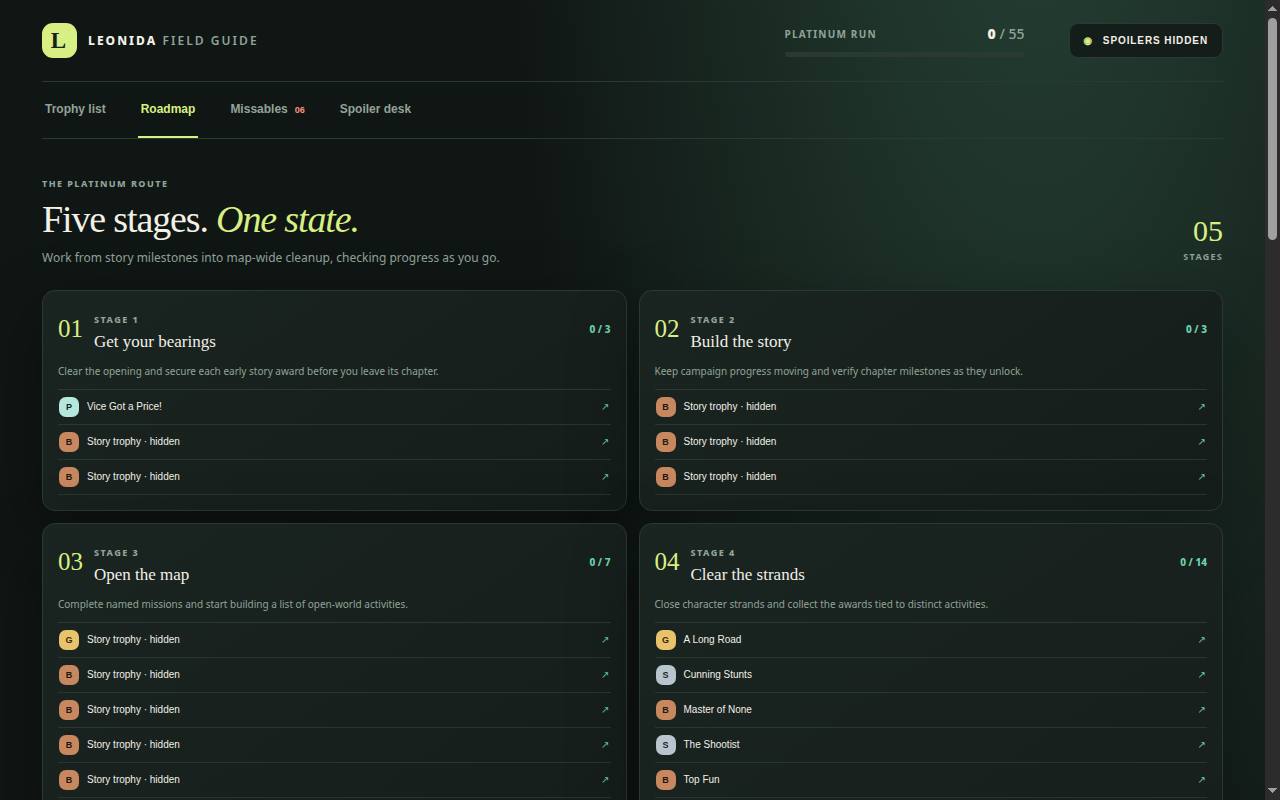 L LEONIDA FIELD GUIDE
PLATINUM RUN 0 / 55
SPOILERS HIDDEN
Trophy list Roadmap Missables 06 Spoiler desk
THE PLATINUM ROUTE
Five stages. One state.
Work from story milestones into map-wide cleanup, checking progress as you go.
05
STAGES
01 STAGE 1
Get your bearings
0 / 3
Clear the opening and secure each early story award before you leave its chapter.
P Vice Got a Price! ↗
B Story trophy · hidden ↗
B Story trophy · hidden ↗
02 STAGE 2
Build the story
0 / 3
Keep campaign progress moving and verify chapter milestones as they unlock.
B Story trophy · hidden ↗
B Story trophy · hidden ↗
B Story trophy · hidden ↗
03 STAGE 3
Open the map
0 / 7
Complete named missions and start building a list of open-world activities.
G Story trophy · hidden ↗
B Story trophy · hidden ↗
B Story trophy · hidden ↗
B Story trophy · hidden ↗
B Story trophy · hidden ↗
04 STAGE 4
Clear the strands
0 / 14
Close character strands and collect the awards tied to distinct activities.
G A Long Road ↗
S Cunning Stunts ↗
B Master of None ↗
S The Shootist ↗
B Top Fun ↗